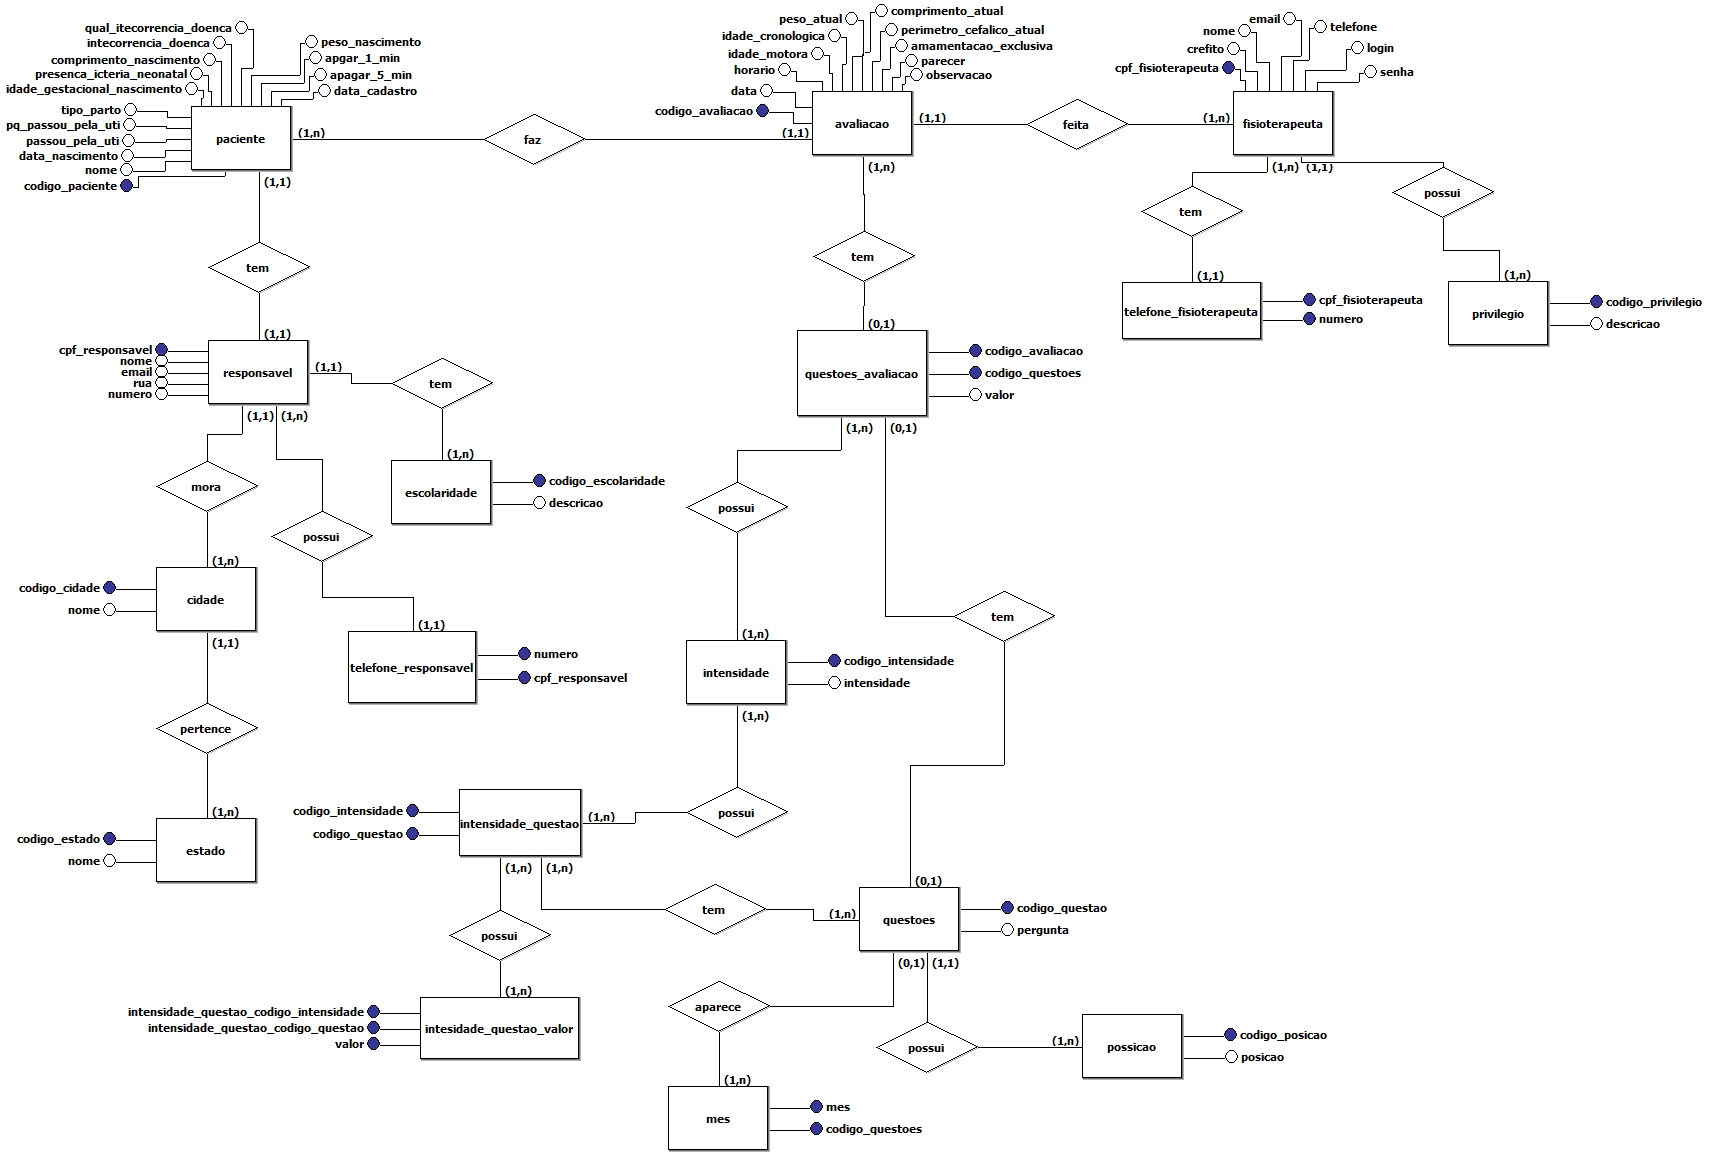 qual_itecorrencia_doenca
intecorrencia_doenca
comprimento_nascimento
presenca_icteria_neonatal
idade_gestacional_nascimento
tipo_parto
pq_passou_pela_uti
passou_pela_uti
data_nascimento
nome
codigo_paciente
peso_nascimento
apgar_1_min
apagar_5_min
data_cadastro
paciente
(1,n)
faz
(1,1)
peso_atual
idade_cronologica
idade_motora
horario
data
codigo_avaliacao
comprimento_atual
perimetro_cefalico_atual
amamentacao_exclusiva
parecer
observacao
avaliacao
(1,1)
feita
(1,n)
email
nome
crefito
cpf_fisioterapeuta
telefone
login
senha
fisioterapeuta
(1,1)
(1,n)
(1,n)
(1,1)
tem
possui
tem
tem
(1,1)
(1,n)
telefone_fisioterapeuta
cpf_fisioterapeuta
numero
privilegio
codigo_privilegio
descricao
(1,1)
(0,1)
cpf_responsavel
nome
email
rua
numero
responsavel
(1,1)
tem
questoes_avaliacao
codigo_avaliacao
codigo_questoes
valor
(1,1)
(1,n)
(1,n)
(0,1)
(1,n)
mora
escolaridade
codigo_escolaridade
descricao
possui
possui
(1,n)
codigo_cidade
nome
cidade
tem
(1,1)
(1,1)
(1,n)
telefone_responsavel
numero
cpf_responsavel
intensidade
codigo_intensidade
intensidade
(1,n)
pertence
(1,n)
codigo_estado
nome
estado
codigo_intensidade
codigo_questao
intensidade_questao
(1,n)
possui
(1,n)
(1,n)
(0,1)
tem
(1,n)
questoes
codigo_questao
pergunta
possui
(0,1)
(1,1)
(1,n)
aparece
intensidade_questao_codigo_intensidade
intensidade_questao_codigo_questao
valor
intesidade_questao_valor
possui
(1,n)
possicao
codigo_posicao
posicao
(1,n)
mes
mes
codigo_questoes